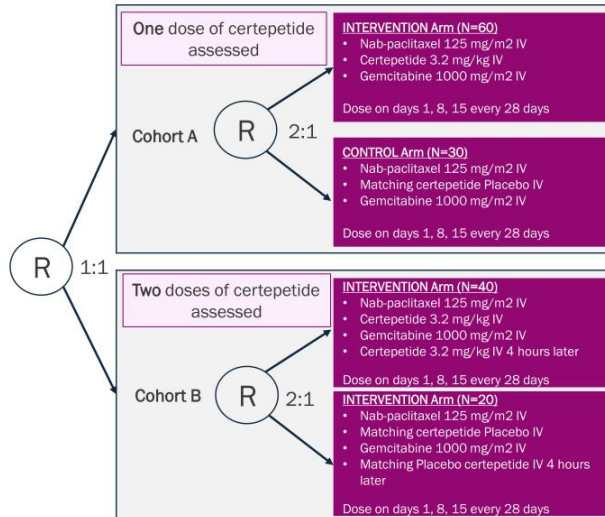 One dose of certepetide
assessed
Cohort A
R
2:1
INTERVENTION Arm (N=60)
• Nab-paclitaxel 125 mg/m2 IV
• Certepetide 3.2 mg/kg IV
• Gemcitabine 1000 mg/m2 IV
Dose on days 1, 8, 15 every 28 days
CONTROL Arm (N=30)
• Nab-paclitaxel 125 mg/m2 IV
• Matching certepetide Placebo IV
• Gemcitabine 1000 mg/m2 IV
Dose on days 1, 8, 15 every 28 days
R
1:1
Two doses of certepetide
assessed
Cohort B
R
2:1
INTERVENTION Arm (N=40)
• Nab-paclitaxel 125 mg/m2 IV
• Certepetide 3.2 mg/kg IV
• Gemcitabine 1000 mg/m2 IV
• Certepetide 3.2 mg/kg IV 4 hours later
Dose on days 1, 8, 15 every 28 days
INTERVENTION Arm (N=20)
• Nab-paclitaxel 125 mg/m2 IV
• Matching certepetide Placebo IV
• Gemcitabine 1000 mg/m2 IV
• Matching Placebo certepetide IV 4 hours
later
Dose on days 1, 8, 15 every 28 days